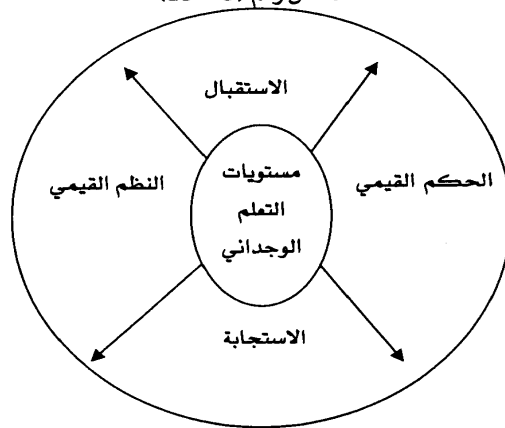 الاستقبال
الحكم القيمي
مستويات
التعلم
الوجداني
النظم القيمي
الاستجابة